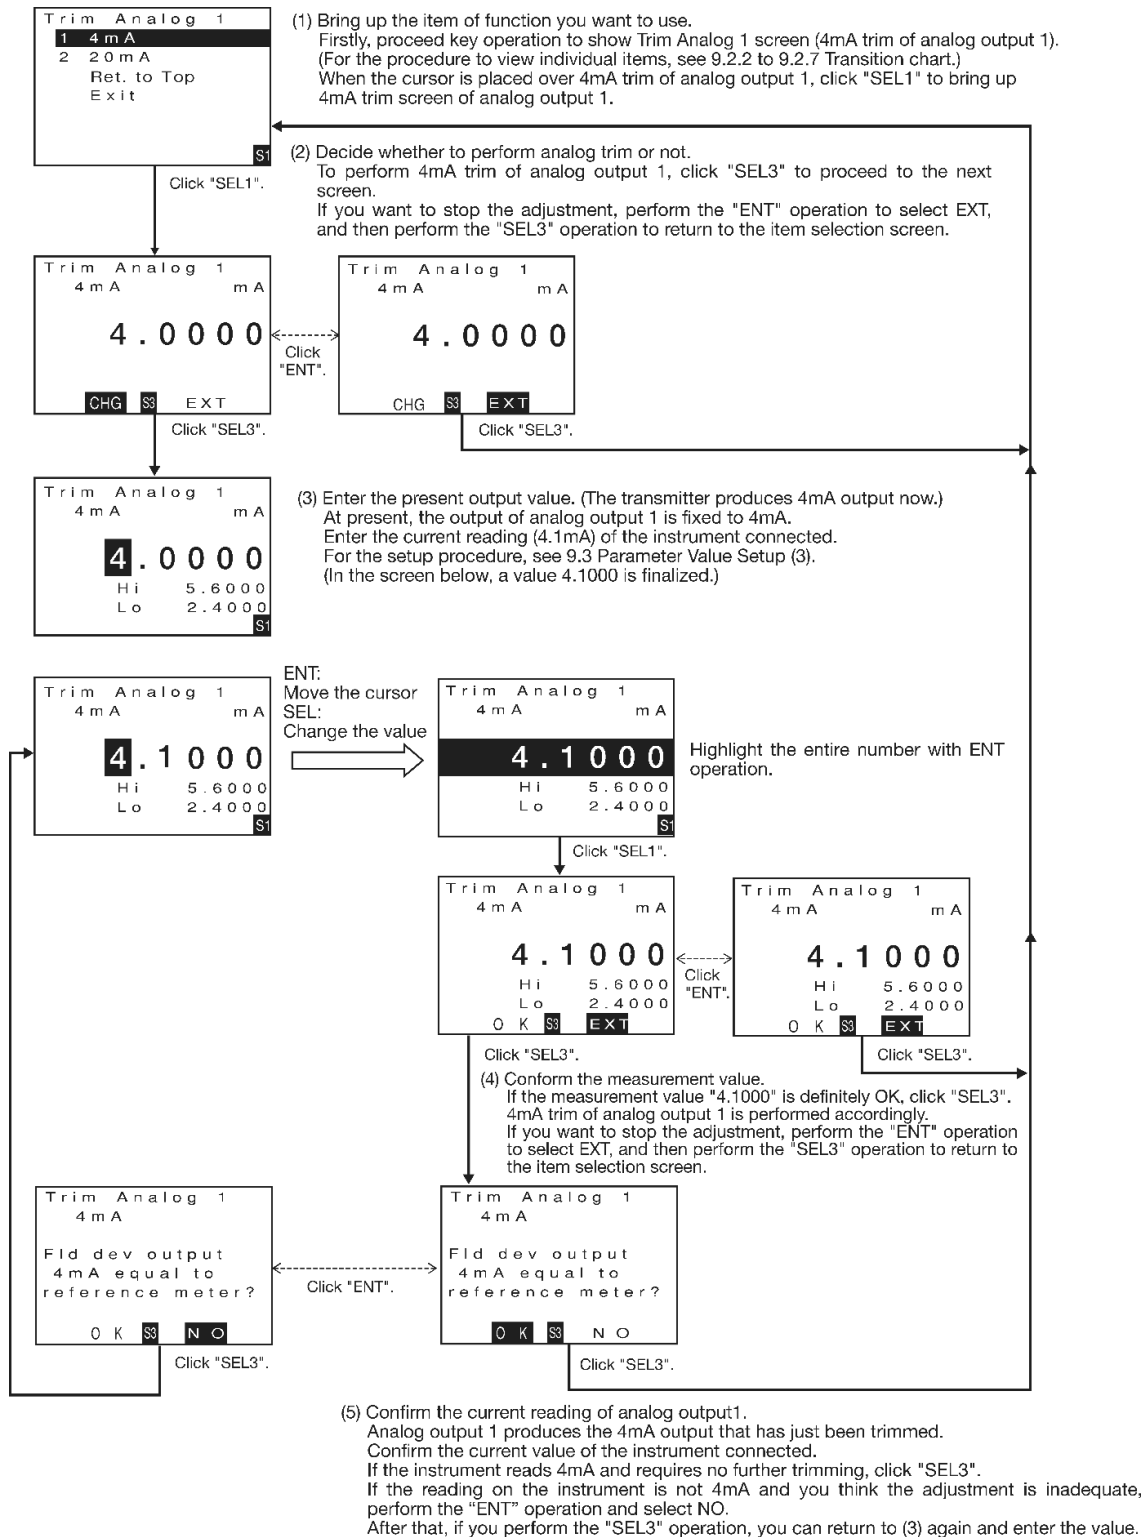 Trim Analog 1
1 4mA
2 20mA
Ret. to Top
Exit
S1
(1) Bring up the item of function you want to use.
Firstly, proceed key operation to show Trim Analog 1 screen (4mA trim of analog output 1).
(For the procedure to view individual items, see 9.2.2 to 9.2.7 Transition chart.)
When the cursor is placed over 4mA trim of analog output 1, click "SEL1" to bring up
4mA trim screen of analog output 1.
Click "SEL1".
(2) Decide whether to perform analog trim or not.
To perform 4mA trim of analog output 1, click "SEL3" to proceed to the next
screen.
If you want to stop the adjustment, perform the "ENT" operation to select EXT,
and then perform the "SEL3" operation to return to the item selection screen.
Trim Analog 1
4mA mA
4.0000
CHG S3 EXT
Click
"ENT".
Trim Analog 1
4mA mA
4.0000
CHG S3 EXT
Click "SEL3".
Click "SEL3".
Trim Analog 1
4mA mA
4.0000
Hi 5.6000
Lo 2.4000
S1
(3) Enter the present output value. (The transmitter produces 4mA output now.)
At present, the output of analog output 1 is fixed to 4mA.
Enter the current reading (4.1mA) of the instrument connected.
For the setup procedure, see 9.3 Parameter Value Setup (3).
(In the screen below, a value 4.1000 is finalized.)
Trim Analog 1
4mA mA
4.1000
Hi 5.6000
Lo 2.4000
S1
ENT:
Move the cursor
SEL:
Change the value
Trim Analog 1
4mA mA
4.1000
Hi 5.6000
Lo 2.4000
S1
Highlight the entire number with ENT
operation.
Click "SEL1".
Trim Analog 1
4mA mA
4.1000
Hi 5.6000
Lo 2.4000
OK S3 EXT
Click
"ENT".
Trim Analog 1
4mA mA
4.1000
Hi 5.6000
Lo 2.4000
OK S3 EXT
Click "SEL3".
Click "SEL3".
(4) Conform the measurement value.
If the measurement value "4.1000" is definitely OK, click "SEL3".
4mA trim of analog output 1 is performed accordingly.
If you want to stop the adjustment, perform the "ENT" operation
to select EXT, and then perform the "SEL3" operation to return to
the item selection screen.
Trim Analog 1
4mA
Fld dev output
4mA equal to
reference meter?
OK S3 NO
Click "ENT".
Trim Analog 1
4mA
Fld dev output
4mA equal to
reference meter?
OK S3 NO
Click "SEL3".
Click "SEL3".
(5) Confirm the current reading of analog output1.
Analog output 1 produces the 4mA output that has just been trimmed.
Confirm the current value of the instrument connected.
If the instrument reads 4mA and requires no further trimming, click "SEL3".
If the reading on the instrument is not 4mA and you think the adjustment is inadequate,
perform the “ENT” operation and select NO.
After that, if you perform the "SEL3" operation, you can return to (3) again and enter the value.